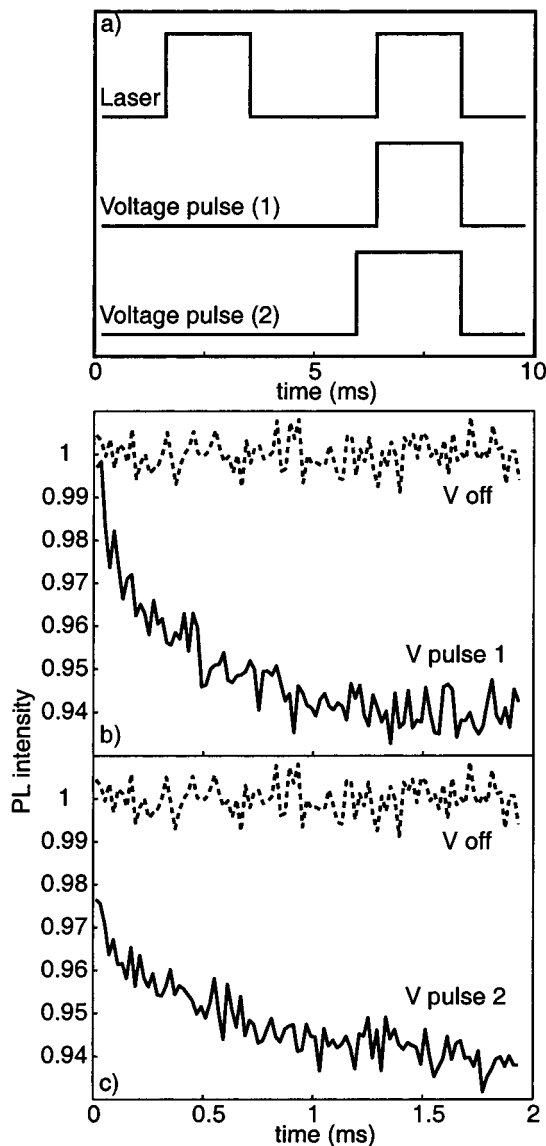 a)
Laser
Voltage pulse (1)
Voltage pulse (2)
0 5 10
time (ms)
1
V off
0.99
0.98
0.97
0.96
V pulse 1
0.95
0.94
b)
PL intensity
1
V off
0.99
0.98
0.97
0.96
V pulse 2
0.95
0.94
c)
0 0.5 1 1.5 2
time (ms)